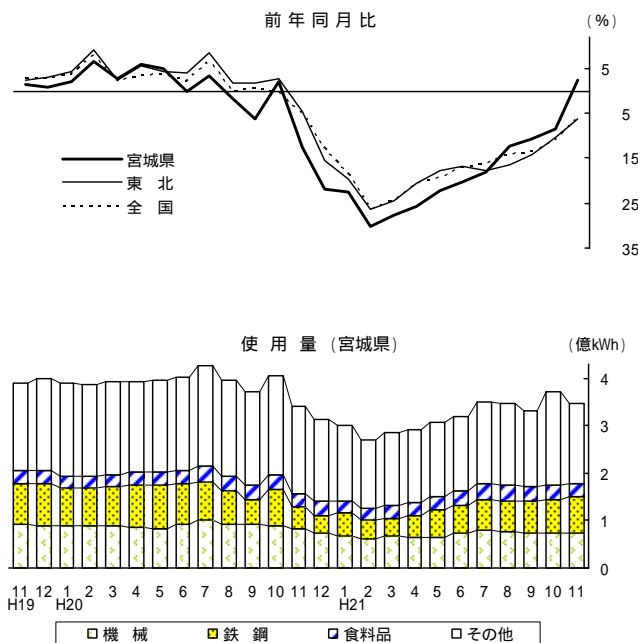 前年同月比
(%)
5
5
15
25
35
宮城県
東 北
全 国
使 用 量 (宮城県)
(億kWh)
4
3
2
1
0
11 12 1 2 3 4 5 6 7 8 9 10 11 12 1 2 3 4 5 6 7 8 9 10 11
H19 H20 H21
機 械 鉄 鋼 食料品 その他